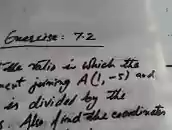 Exercise: 7.2
the ratio in which the
ment joining A(1, -5) and
is divided by the
. Also find the coordinates